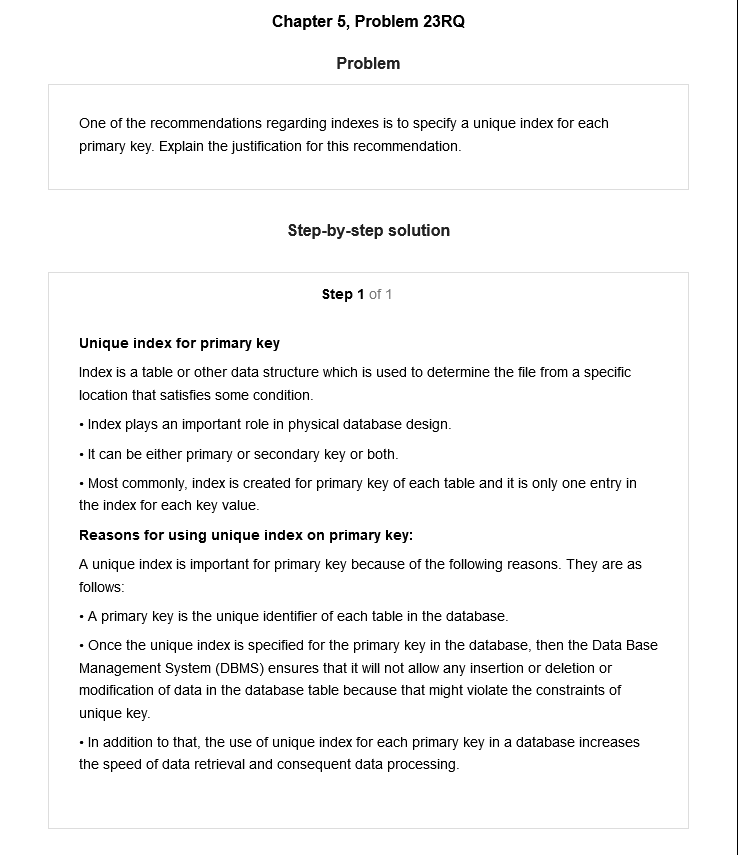 Chapter 5, Problem 23RQ
Problem
One of the recommendations regarding indexes is to specify a unique index for each
primary key. Explain the justification for this recommendation.
Step-by-step solution
Step 1 of 1
Unique index for primary key
Index is a table or other data structure which is used to determine the file from a specific
location that satisfies some condition.
• Index plays an important role in physical database design.
• It can be either primary or secondary key or both.
• Most commonly, index is created for primary key of each table and it is only one entry in
the index for each key value.
Reasons for using unique index on primary key:
A unique index is important for primary key because of the following reasons. They are as
follows:
• A primary key is the unique identifier of each table in the database.
• Once the unique index is specified for the primary key in the database, then the Data Base
Management System (DBMS) ensures that it will not allow any insertion or deletion or
modification of data in the database table because that might violate the constraints of
unique key.
• In addition to that, the use of unique index for each primary key in a database increases
the speed of data retrieval and consequent data processing.